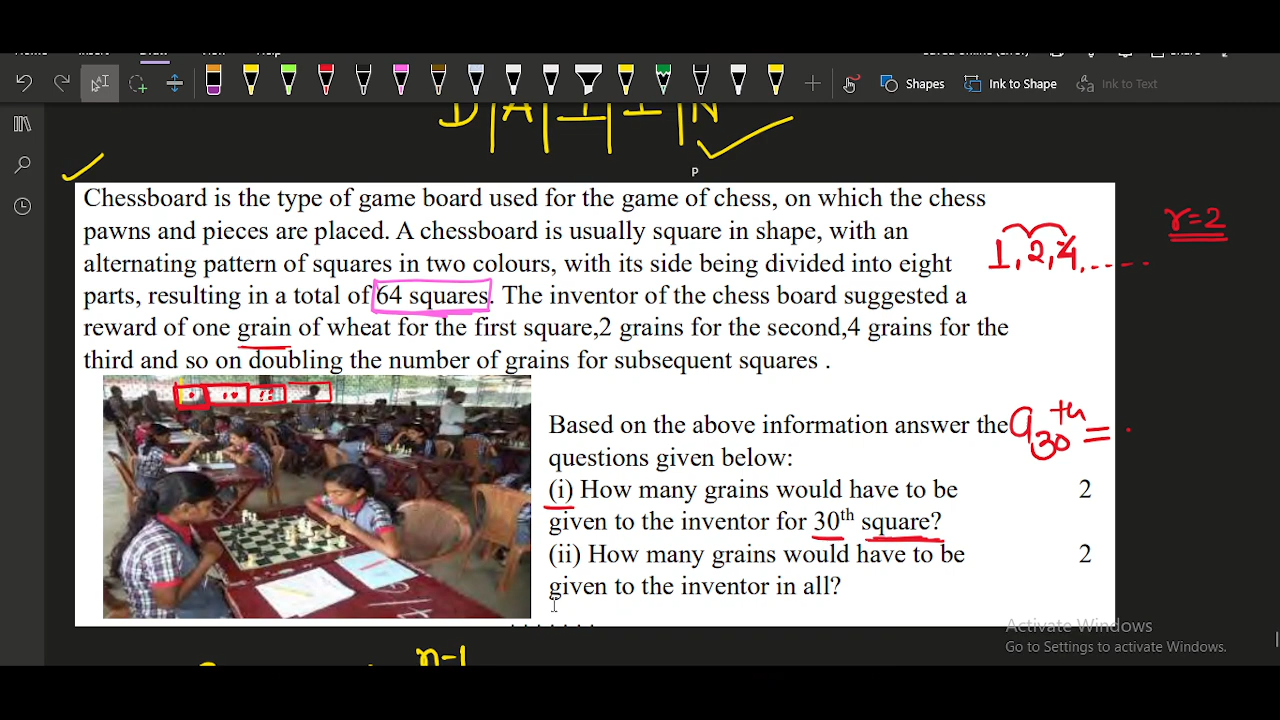 Shapes
Ink to Shape
Ink to Text
P
Chessboard is the type of game board used for the game of chess, on which the chess
pawns and pieces are placed. A chessboard is usually square in shape, with an
alternating pattern of squares in two colours, with its side being divided into eight
parts, resulting in a total of 64 squares. The inventor of the chess board suggested a
reward of one grain of wheat for the first square,2 grains for the second,4 grains for the
third and so on doubling the number of grains for subsequent squares .
1, 2, 4, ......
r=2
Based on the above information answer the
questions given below:
a30th =
(i) How many grains would have to be 2
given to the inventor for 30th square?
(ii) How many grains would have to be 2
given to the inventor in all?
Activate Windows
Go to Settings to activate Windows.
n-1